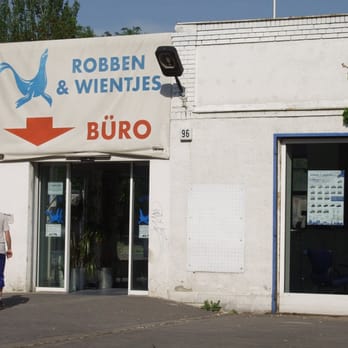 ROBBEN
& WIENTJES
BÜRO
96